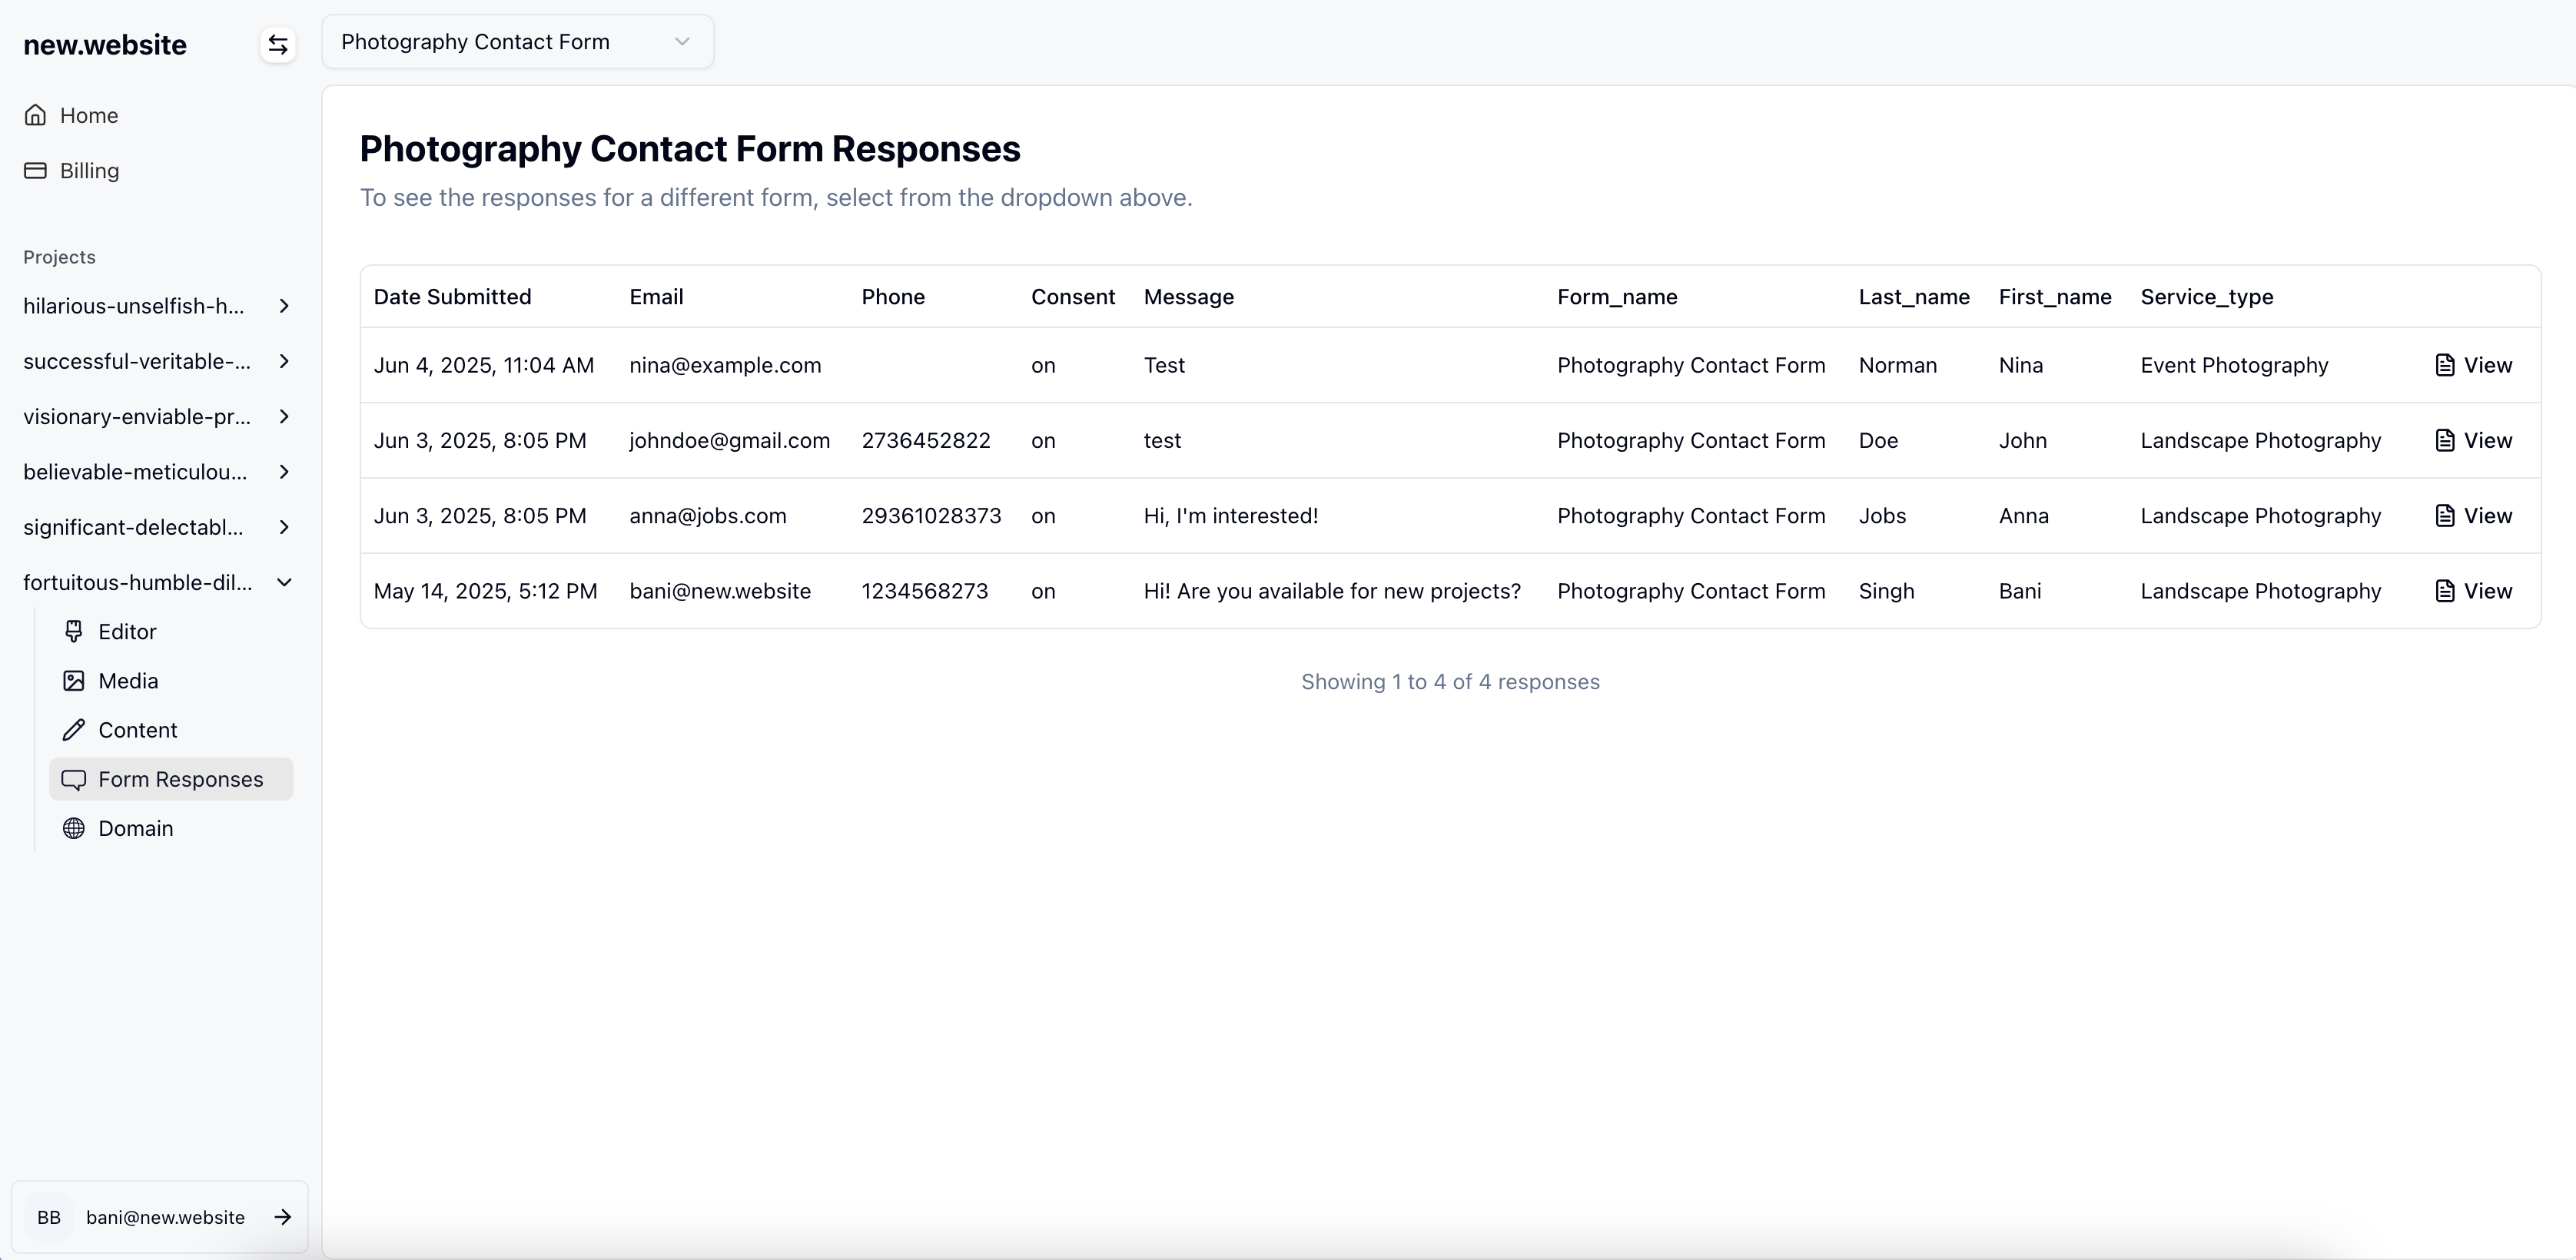 new.website
Photography Contact Form
Home
Billing
Projects
hilarious-unselfish-h...
successful-veritable-...
visionary-enviable-pr...
believable-meticulou...
significant-delectabl...
fortuitous-humble-dil...
Editor
Media
Content
Form Responses
Domain
BB bani@new.website
Photography Contact Form Responses
To see the responses for a different form, select from the dropdown above.
Date Submitted Email Phone Consent Message Form_name Last_name First_name Service_type
Jun 4, 2025, 11:04 AM nina@example.com on Test Photography Contact Form Norman Nina Event Photography View
Jun 3, 2025, 8:05 PM johndoe@gmail.com 2736452822 on test Photography Contact Form Doe John Landscape Photography View
Jun 3, 2025, 8:05 PM anna@jobs.com 29361028373 on Hi, I'm interested! Photography Contact Form Jobs Anna Landscape Photography View
May 14, 2025, 5:12 PM bani@new.website 1234568273 on Hi! Are you available for new projects? Photography Contact Form Singh Bani Landscape Photography View
Showing 1 to 4 of 4 responses